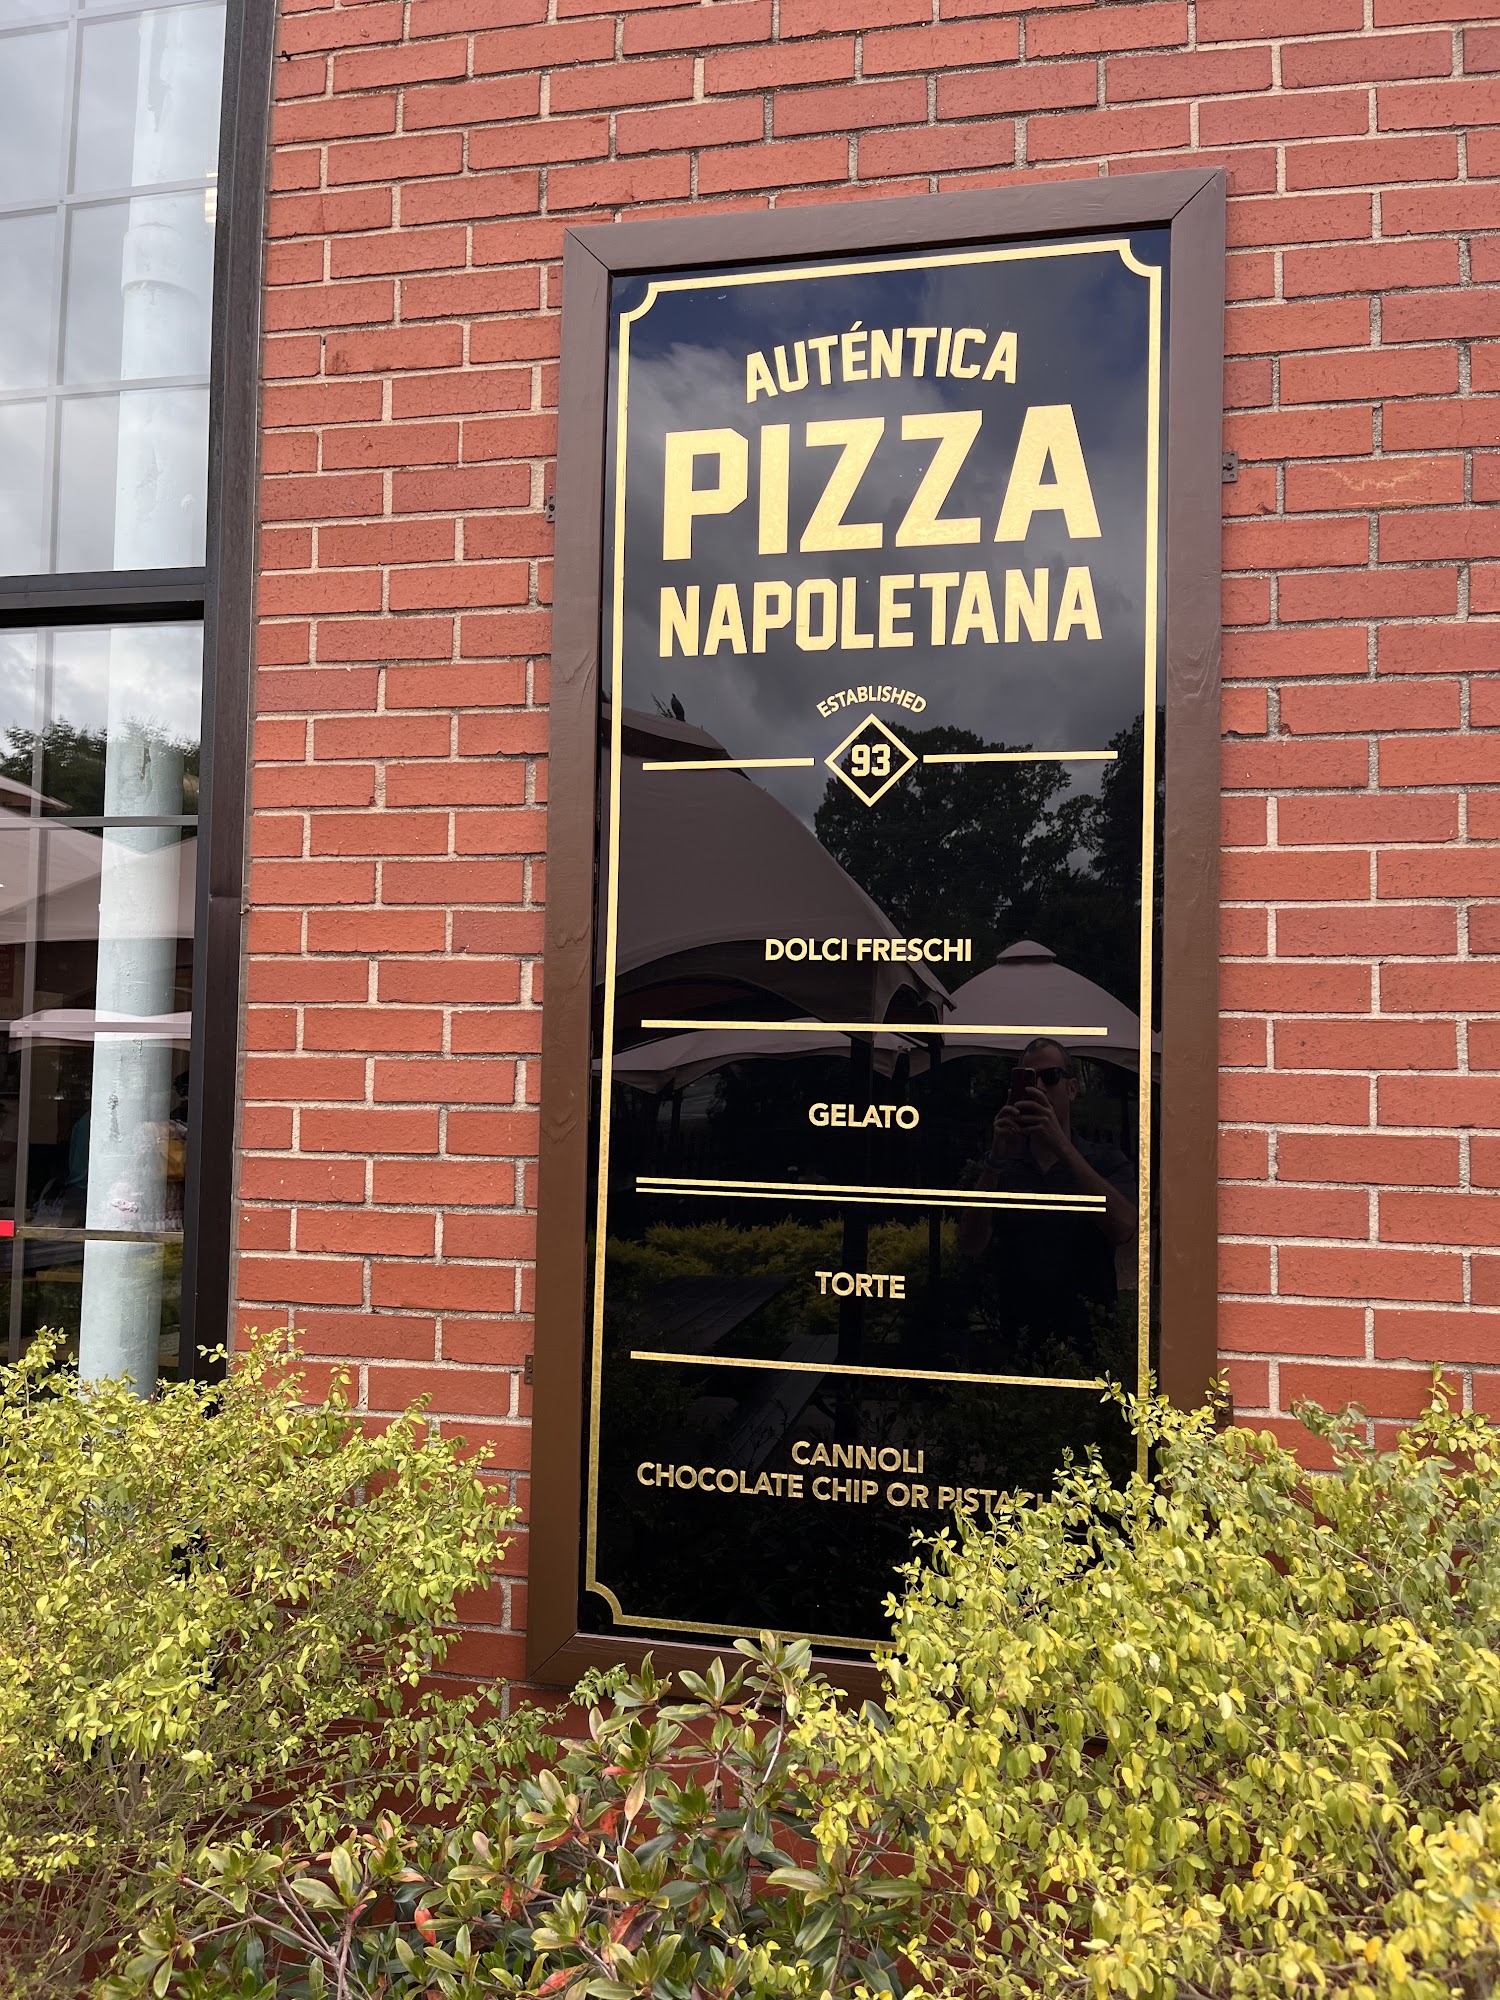 AUTÉNTICA
PIZZA
NAPOLETANA
ESTABLISHED
93
DOLCI FRESCHI
GELATO
TORTE
CANNOLI
CHOCOLATE CHIP OR